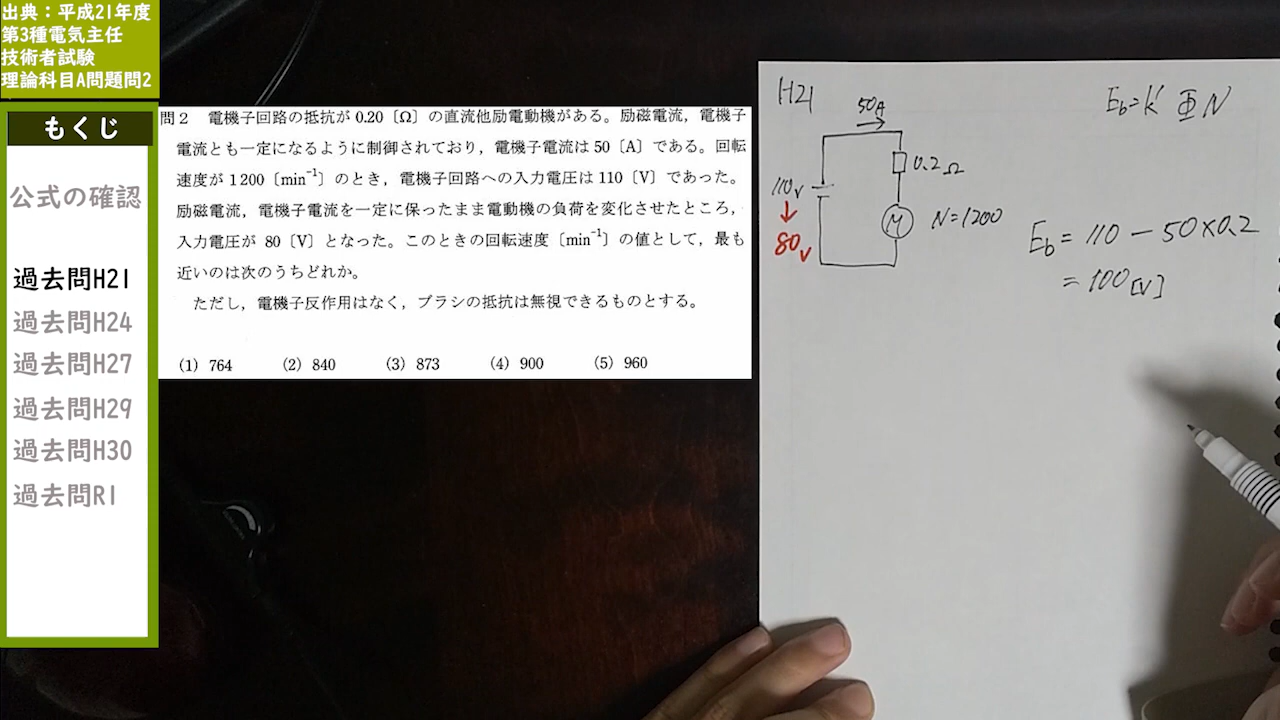 出典：平成21年度
第3種電気主任
技術者試験
理論科目A問題問2
もくじ
公式の確認
過去問H21
過去問H24
過去問H27
過去問H29
過去問H30
過去問R1
問2 電機子回路の抵抗が 0.20〔Ω〕の直流他励電動機がある。励磁電流，電機子
電流とも一定になるように制御されており，電機子電流は 50〔A〕である。回転
速度が 1200〔min⁻¹〕のとき，電機子回路への入力電圧は 110〔V〕であった。
励磁電流，電機子電流を一定に保ったまま電動機の負荷を変化させたところ，
入力電圧が 80〔V〕となった。このときの回転速度〔min⁻¹〕の値として，最も
近いのは次のうちどれか。
ただし，電機子反作用はなく，ブラシの抵抗は無視できるものとする。
(1) 764 (2) 840 (3) 873 (4) 900 (5) 960
H21
50A
0.2Ω
110V
↓
80V
M
N=1200
Eb=K'ΦN
Eb= 110 − 50×0.2
= 100[V]